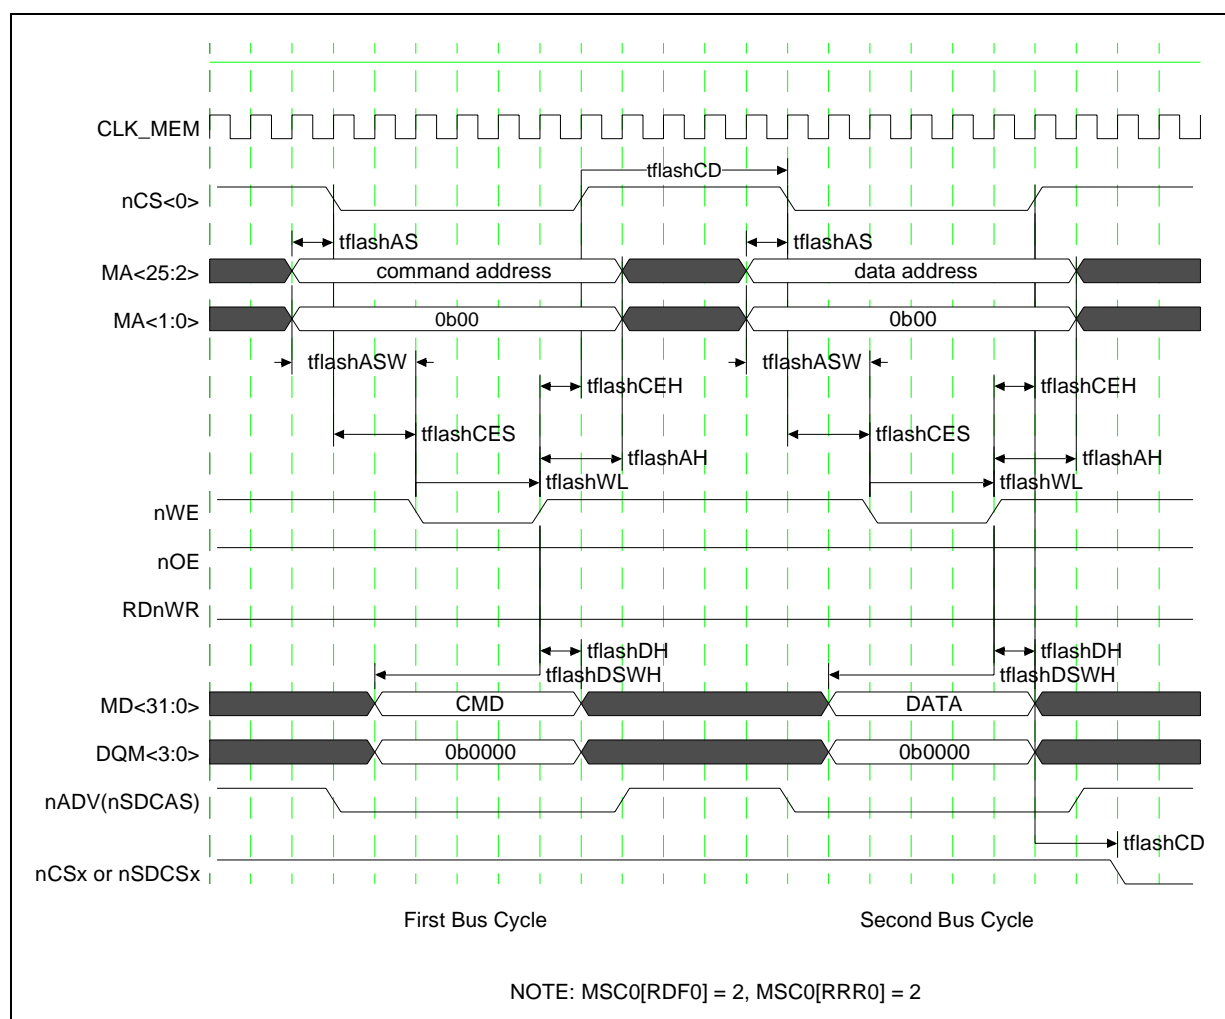 CLK_MEM
tflashCD
nCS<0>
tflashAS tflashAS
MA<25:2> command address data address
MA<1:0> 0b00 0b00
tflashASW tflashASW
tflashCEH tflashCEH
tflashCES tflashCES
tflashAH tflashAH
tflashWL tflashWL
nWE
nOE
RDnWR
tflashDH tflashDH
tflashDSWH tflashDSWH
MD<31:0> CMD DATA
DQM<3:0> 0b0000 0b0000
nADV(nSDCAS)
tflashCD
nCSx or nSDCSx
First Bus Cycle Second Bus Cycle
NOTE: MSC0[RDF0] = 2, MSC0[RRR0] = 2